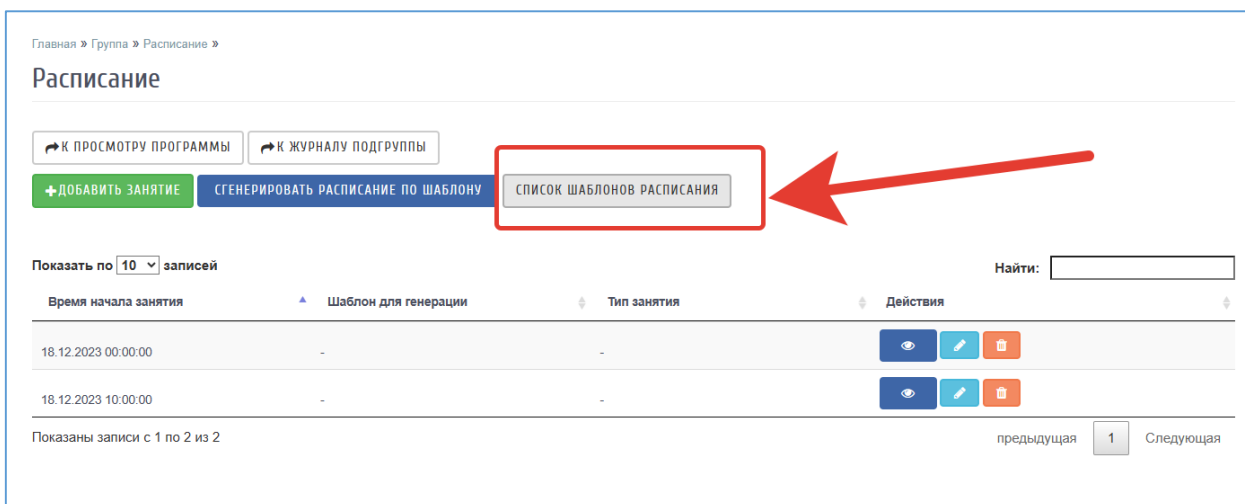 Главная » Группа » Расписание »
Расписание
К ПРОСМОТРУ ПРОГРАММЫ К ЖУРНАЛУ ПОДГРУППЫ
+ДОБАВИТЬ ЗАНЯТИЕ СГЕНЕРИРОВАТЬ РАСПИСАНИЕ ПО ШАБЛОНУ СПИСОК ШАБЛОНОВ РАСПИСАНИЯ
Показать по 10 записей Найти:
Время начала занятия Шаблон для генерации Тип занятия Действия
18.12.2023 00:00:00 - -
18.12.2023 10:00:00 - -
Показаны записи с 1 по 2 из 2 предыдущая 1 Следующая